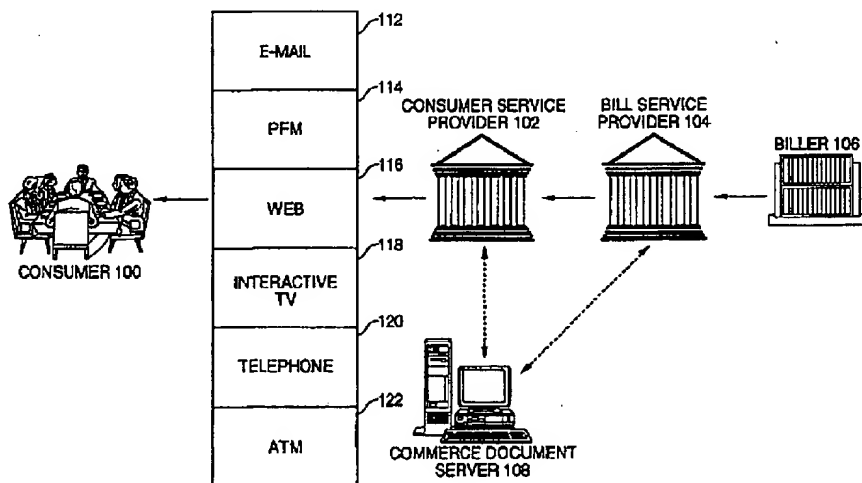 112
E-MAIL
114
PFM
116
WEB
118
INTERACTIVE
TV
120
TELEPHONE
122
ATM
CONSUMER 100
CONSUMER SERVICE
PROVIDER 102
BILL SERVICE
PROVIDER 104
BILLER 106
COMMERCE DOCUMENT
SERVER 108